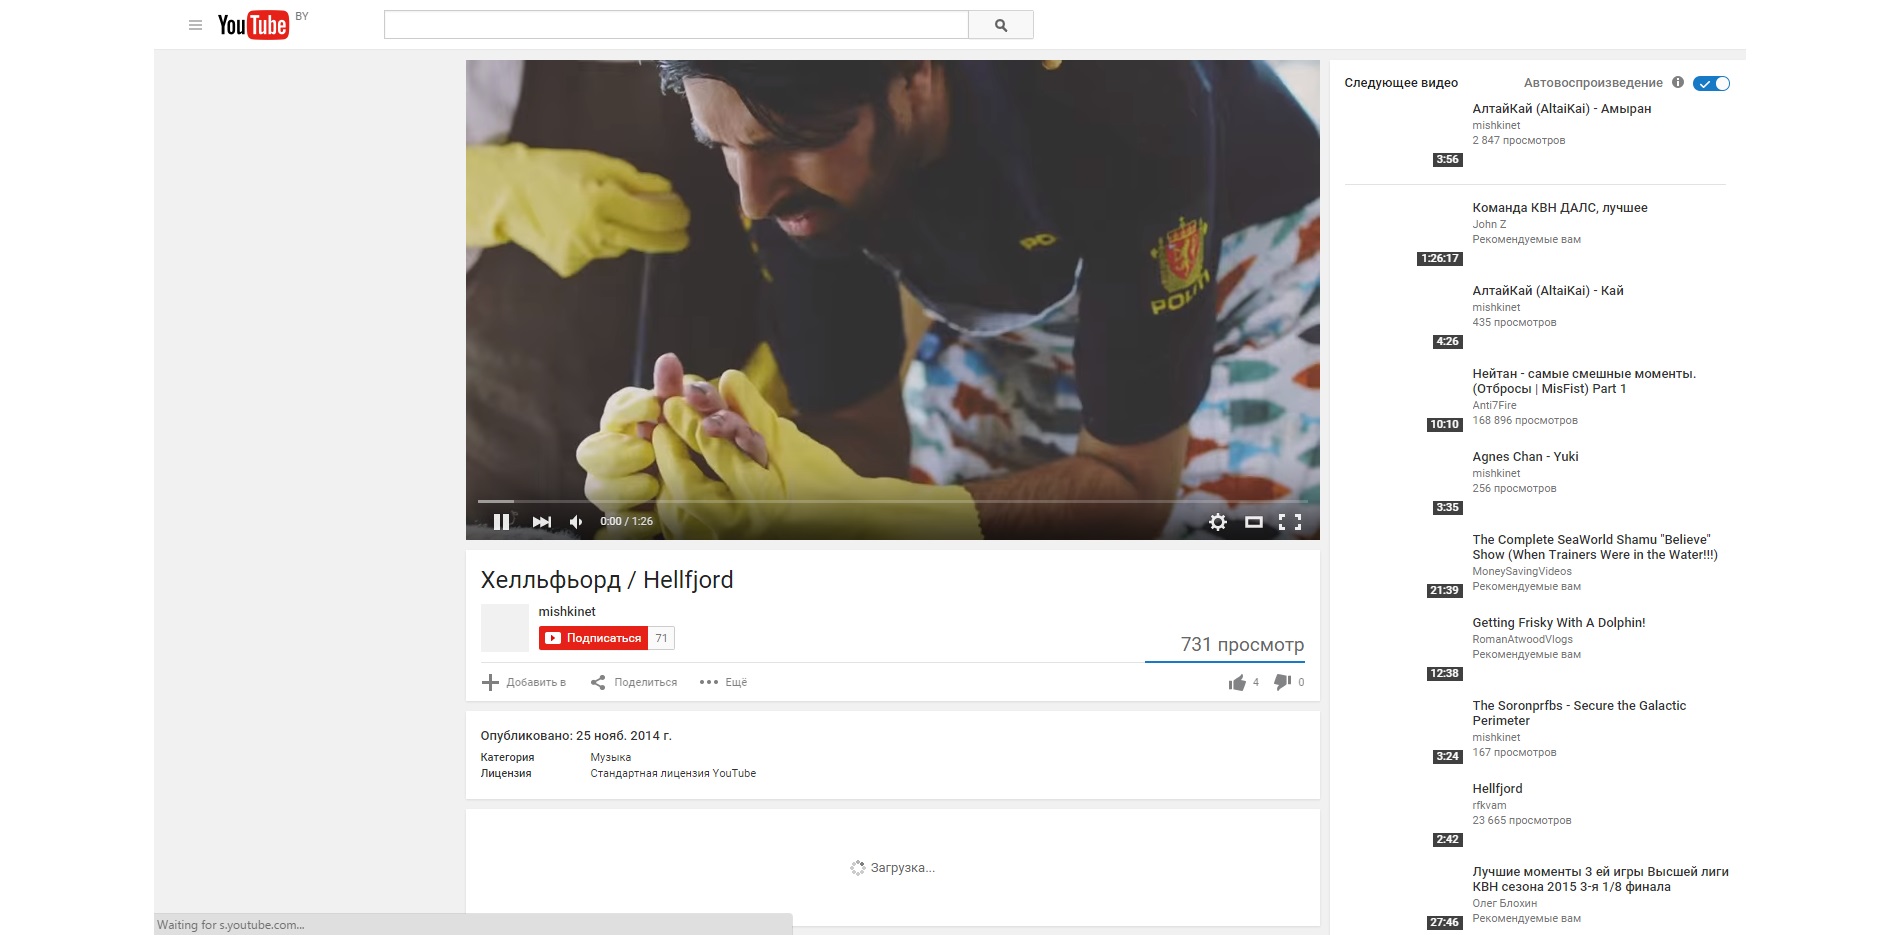 YouTube BY
Следующее видео
Автовоспроизведение
АлтайКай (AltaiKai) - Амыран
mishkinet
2 847 просмотров
3:56
Команда КВН ДАЛС, лучшее
John Z
Рекомендуемые вам
1:26:17
АлтайКай (AltaiKai) - Кай
mishkinet
435 просмотров
4:26
Нейтан - самые смешные моменты.
(Отбросы | MisFist) Part 1
Anti7Fire
168 896 просмотров
10:10
Agnes Chan - Yuki
mishkinet
256 просмотров
3:35
The Complete SeaWorld Shamu "Believe"
Show (When Trainers Were in the Water!!!)
MoneySavingVideos
Рекомендуемые вам
21:39
Getting Frisky With A Dolphin!
RomanAtwoodVlogs
Рекомендуемые вам
12:38
The Soronprfbs - Secure the Galactic
Perimeter
mishkinet
167 просмотров
3:24
Hellfjord
rfkvam
23 665 просмотров
2:42
Лучшие моменты 3 ей игры Высшей лиги
КВН сезона 2015 3-я 1/8 финала
Олег Блохин
Рекомендуемые вам
27:46
PO
POLITI
0:00 / 1:26
Хелльфьорд / Hellfjord
mishkinet
Подписаться 71
731 просмотр
Добавить в Поделиться Ещё 4 0
Опубликовано: 25 нояб. 2014 г.
Категория Музыка
Лицензия Стандартная лицензия YouTube
Загрузка...
Waiting for s.youtube.com...